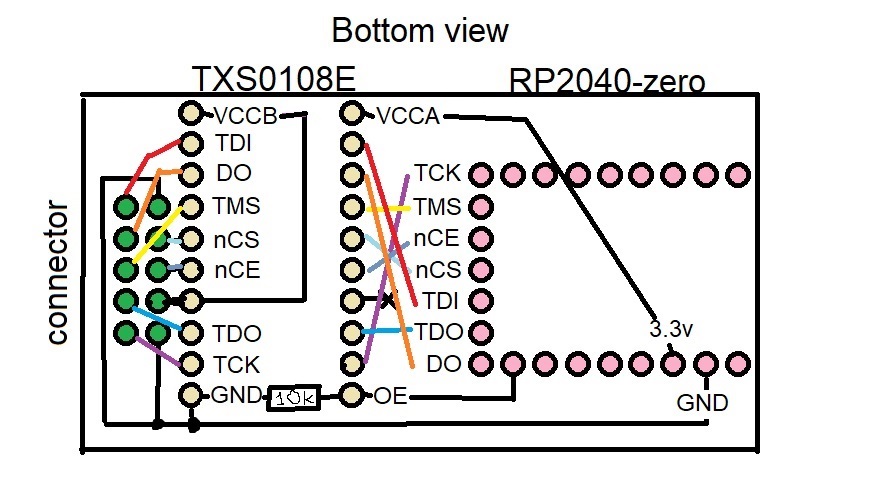 Bottom view
TXS0108E
RP2040-zero
connector
VCCB
TDI
DO
TMS
nCS
nCE
TDO
TCK
GND
10k
VCCA
OE
TCK
TMS
nCE
nCS
TDI
TDO
DO
3.3v
GND